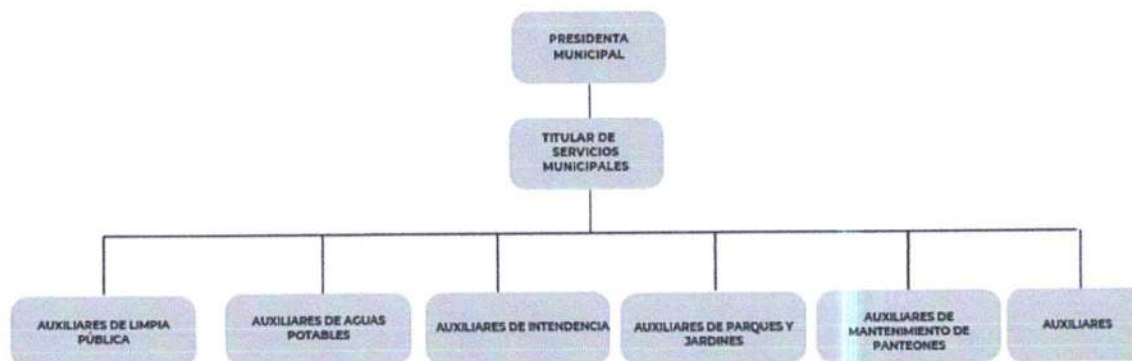 PRESIDENTA
MUNICIPAL
TITULAR DE
SERVICIOS
MUNICIPALES
AUXILIARES DE LIMPIA
PÚBLICA
AUXILIARES DE AGUAS
POTABLES
AUXILIARES DE INTENDENCIA
AUXILIARES DE PARQUES Y
JARDINES
AUXILIARES DE
MANTENIMIENTO DE
PANTEONES
AUXILIARES